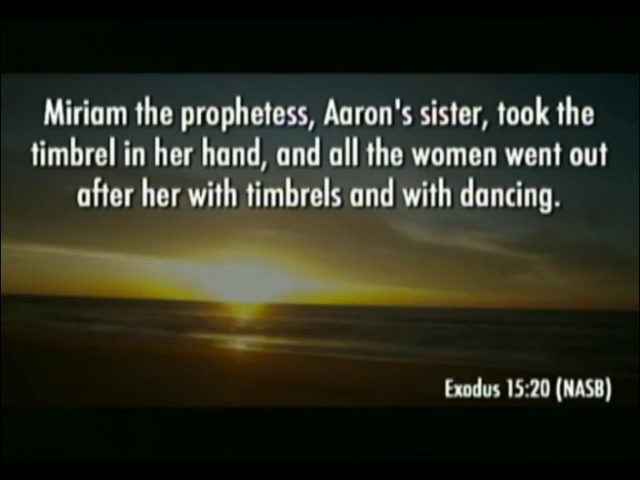 Miriam the prophetess, Aaron's sister, took the
timbrel in her hand, and all the women went out
after her with timbrels and with dancing.
Exodus 15:20 (NASB)